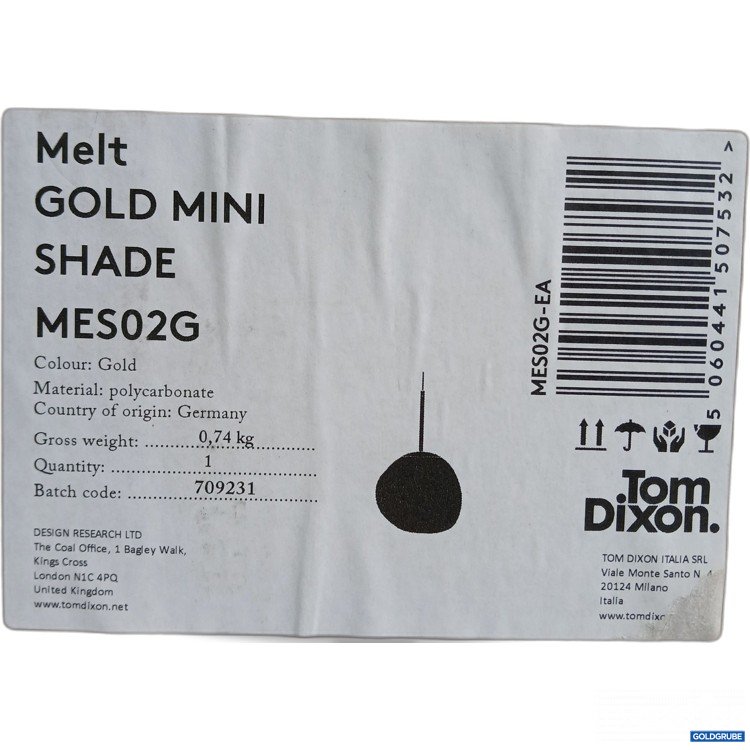 Melt
GOLD MINI
SHADE
MES02G
Colour: Gold
Material: polycarbonate
Country of origin: Germany
Gross weight: 0,74 kg
Quantity: 1
Batch code: 709231
DESIGN RESEARCH LTD
The Coal Office, 1 Bagley Walk,
Kings Cross
London N1C 4PQ
United Kingdom
www.tomdixon.net
MES02G-EA
5 060441 507532 >
Tom
Dixon.
TOM DIXON ITALIA SRL
Viale Monte Santo N 4
20124 Milano
Italia
www.tomdix
GOLDGRUBE